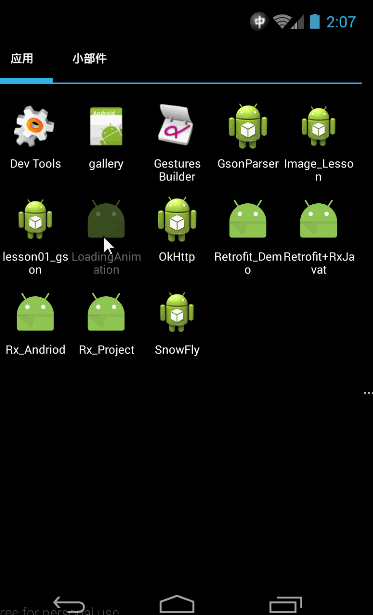 中 2:07
应用 小部件
Dev Tools gallery Gestures Builder GsonParser Image_Lesson
lesson01_gson LoadingAnimation OkHttp Retrofit_Demo Retrofit+RxJavat
Rx_Andriod Rx_Project SnowFly
ree for personal use